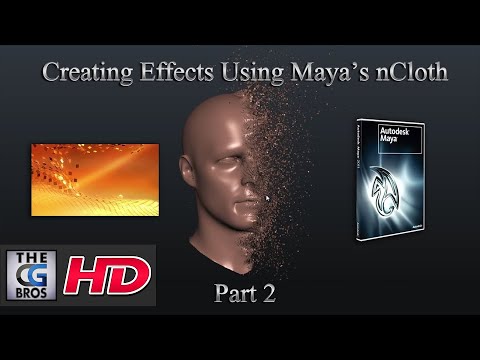 Creating Effects Using Maya's nCloth
Autodesk
Maya
THE
CG
BROS
HD
Part 2